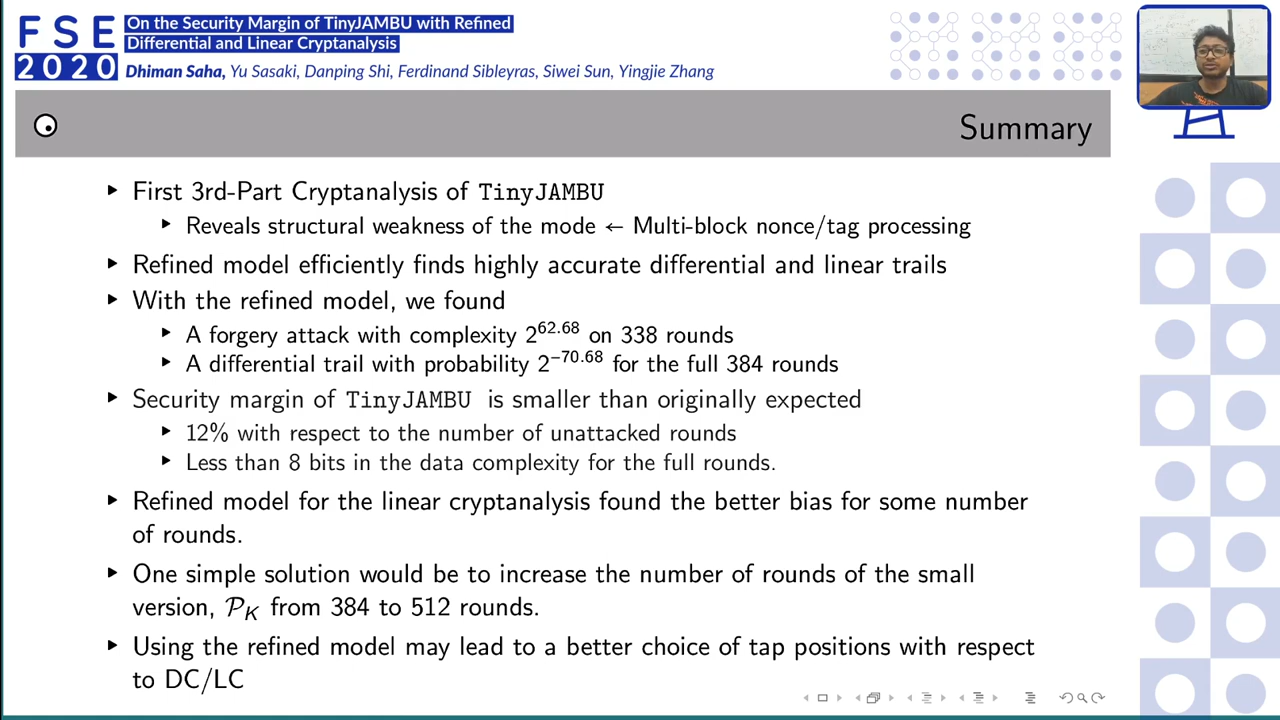 FSE
2020
On the Security Margin of TinyJAMBU with Refined
Differential and Linear Cryptanalysis
Dhiman Saha, Yu Sasaki, Danping Shi, Ferdinand Sibleyras, Siwei Sun, Yingjie Zhang
Summary
First 3rd-Part Cryptanalysis of TinyJAMBU
Reveals structural weakness of the mode ← Multi-block nonce/tag processing
Refined model efficiently finds highly accurate differential and linear trails
With the refined model, we found
A forgery attack with complexity 2^62.68 on 338 rounds
A differential trail with probability 2^−70.68 for the full 384 rounds
Security margin of TinyJAMBU is smaller than originally expected
12% with respect to the number of unattacked rounds
Less than 8 bits in the data complexity for the full rounds.
Refined model for the linear cryptanalysis found the better bias for some number
of rounds.
One simple solution would be to increase the number of rounds of the small
version, P_K from 384 to 512 rounds.
Using the refined model may lead to a better choice of tap positions with respect
to DC/LC